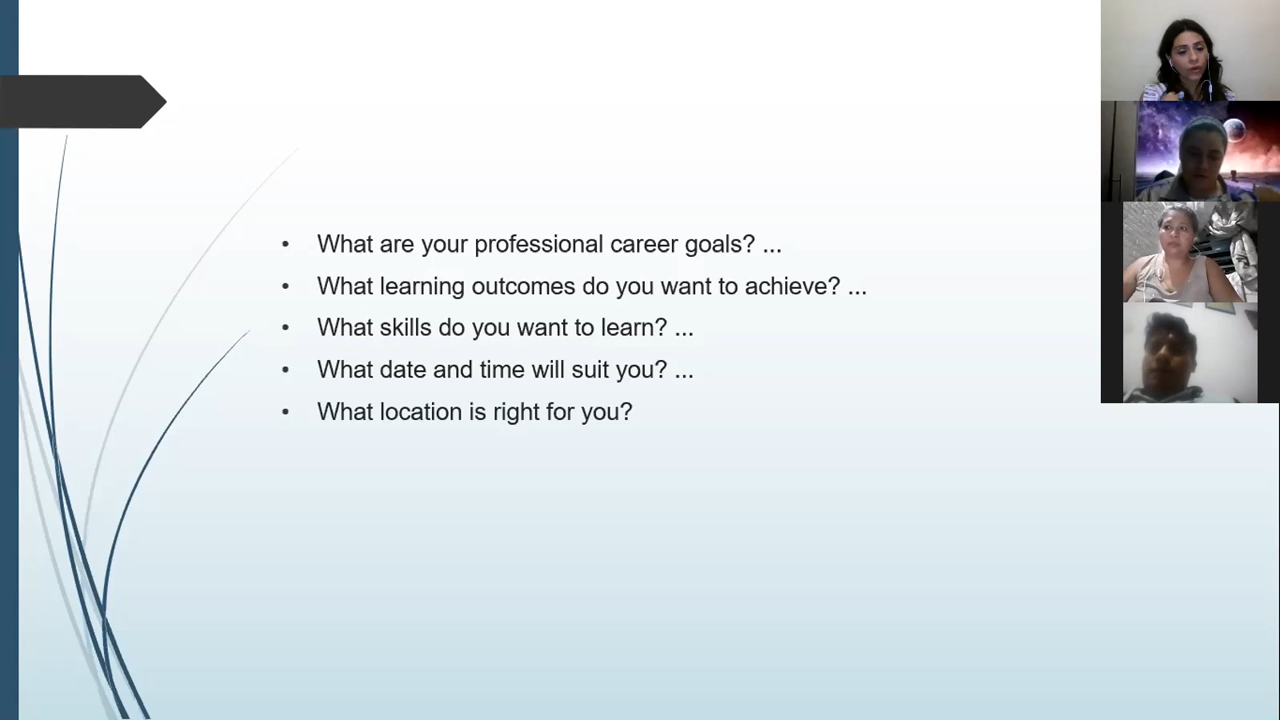 • What are your professional career goals? ...
• What learning outcomes do you want to achieve? ...
• What skills do you want to learn? ...
• What date and time will suit you? ...
• What location is right for you?